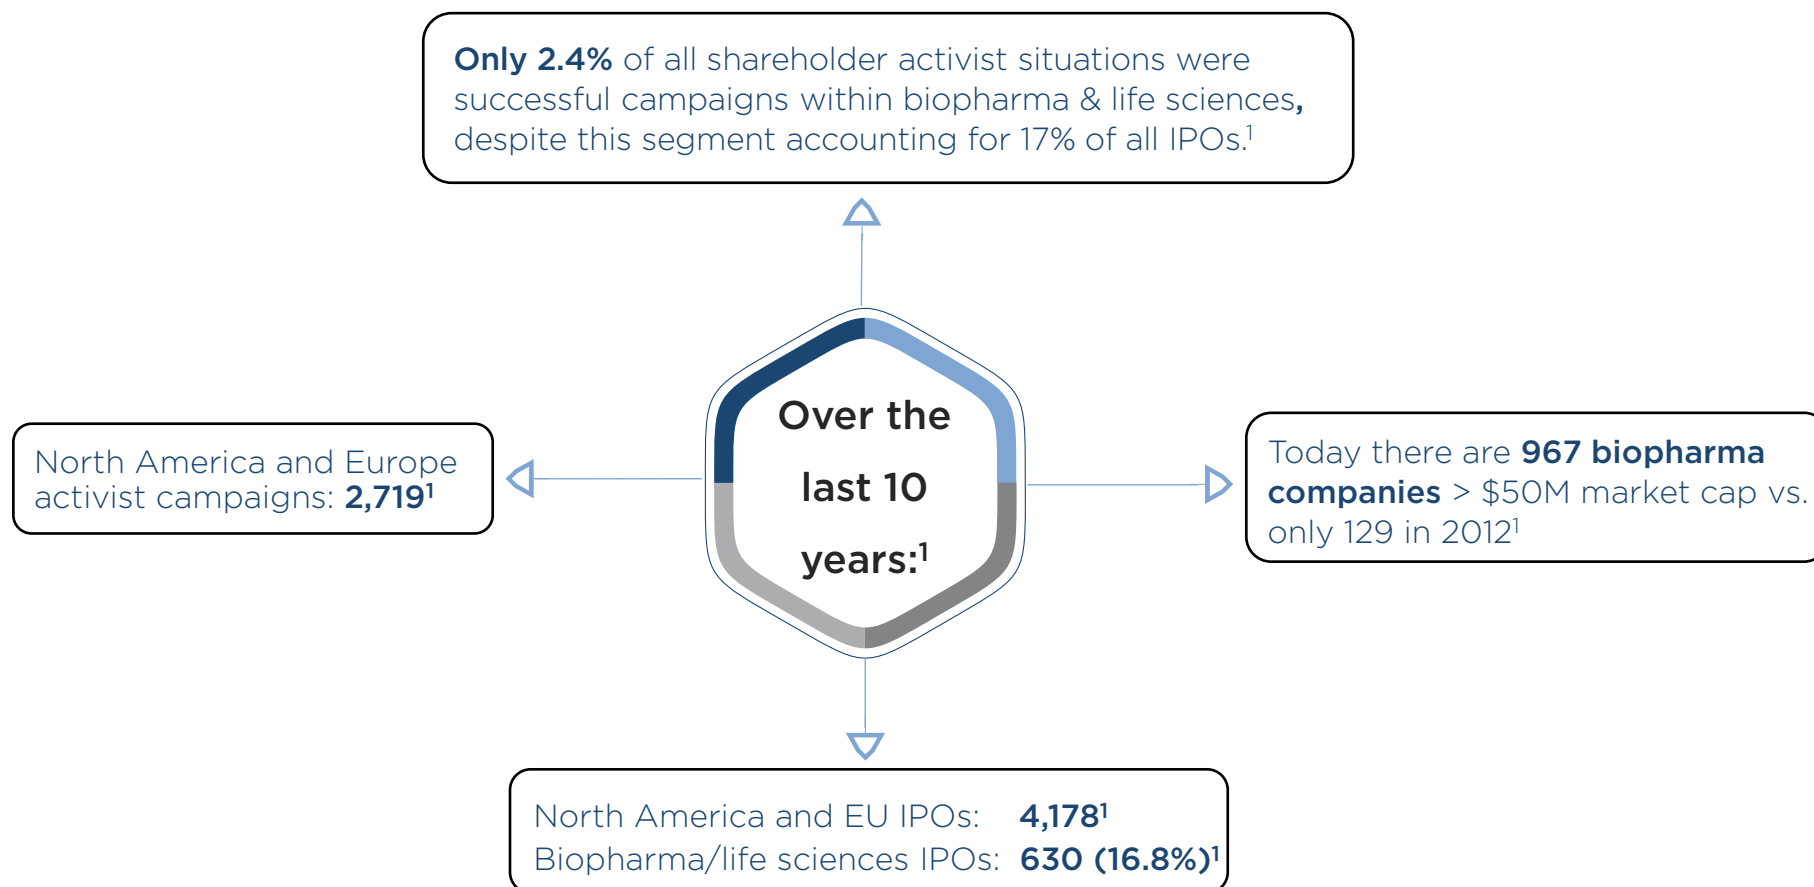 Only 2.4% of all shareholder activist situations were
successful campaigns within biopharma & life sciences,
despite this segment accounting for 17% of all IPOs.¹
North America and Europe
activist campaigns: 2,719¹
Over the
last 10
years:¹
Today there are 967 biopharma
companies > $50M market cap vs.
only 129 in 2012¹
North America and EU IPOs: 4,178¹
Biopharma/life sciences IPOs: 630 (16.8%)¹